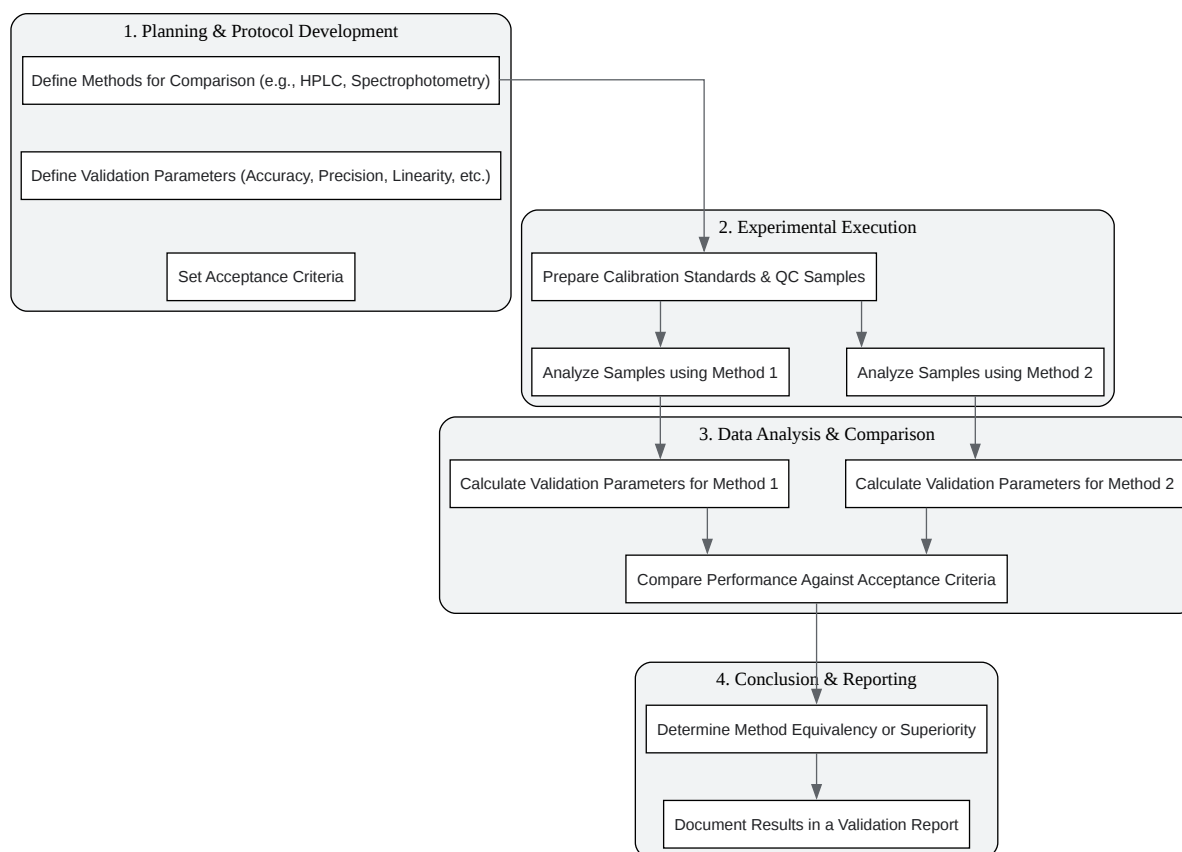 1. Planning & Protocol Development
Define Methods for Comparison (e.g., HPLC, Spectrophotometry)
Define Validation Parameters (Accuracy, Precision, Linearity, etc.)
Set Acceptance Criteria
2. Experimental Execution
Prepare Calibration Standards & QC Samples
Analyze Samples using Method 1
Analyze Samples using Method 2
3. Data Analysis & Comparison
Calculate Validation Parameters for Method 1
Calculate Validation Parameters for Method 2
Compare Performance Against Acceptance Criteria
4. Conclusion & Reporting
Determine Method Equivalency or Superiority
Document Results in a Validation Report